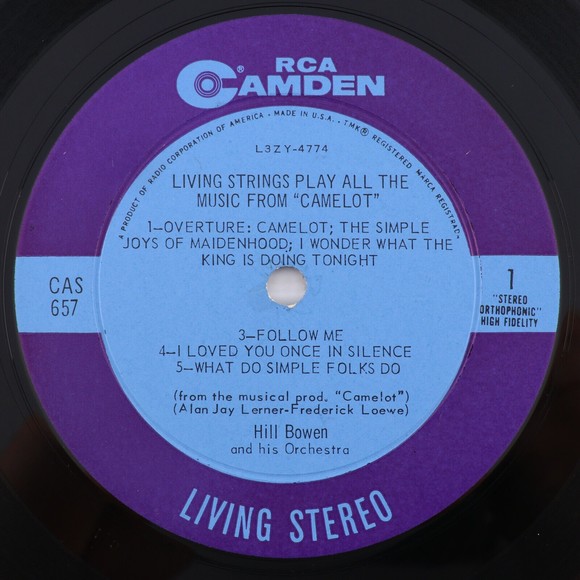 RCA
CAMDEN®
A PRODUCT OF RADIO CORPORATION OF AMERICA - MADE IN U.S.A. - TMK® REGISTERED MARCA REGISTRADA
L3ZY-4774
LIVING STRINGS PLAY ALL THE
MUSIC FROM "CAMELOT"
1—OVERTURE: CAMELOT; THE SIMPLE
JOYS OF MAIDENHOOD; I WONDER WHAT THE
KING IS DOING TONIGHT
CAS
657
1
"STEREO
ORTHOPHONIC"
HIGH FIDELITY
3—FOLLOW ME
4—I LOVED YOU ONCE IN SILENCE
5—WHAT DO SIMPLE FOLKS DO
(from the musical prod. "Camelot")
(Alan Jay Lerner-Frederick Loewe)
Hill Bowen
and his Orchestra
LIVING STEREO